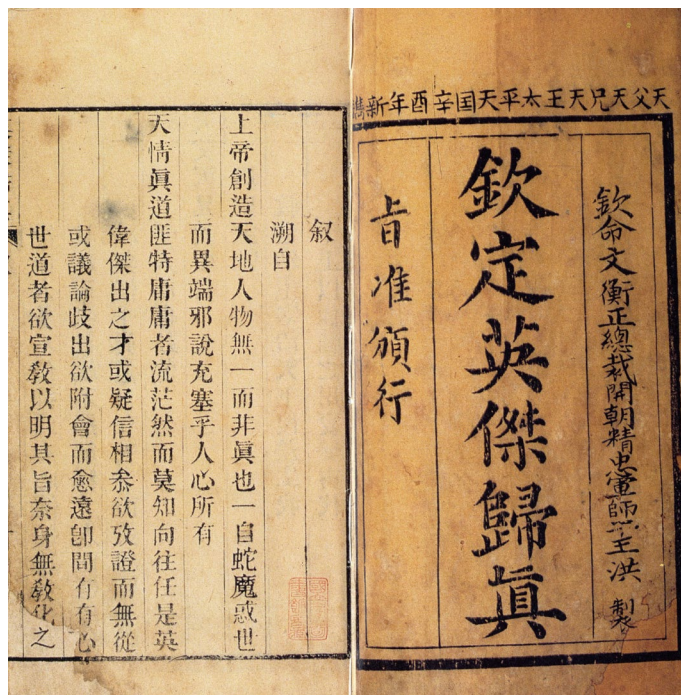 天父天兄天王太平天囯辛酉年新鐫
欽命文衡正總裁開朝精忠軍師干王洪 製
欽定英傑歸眞
旨准頒行
叙
溯自
上帝創造天地人物無一而非眞也一自蛇魔惑世
而異端邪說充塞乎人心所有
天情眞道匪特庸庸者流茫然而莫知向往任是英
偉傑出之才或疑信相叅欲攷證而無從
或議論歧出欲附會而愈遠卽間有有心
世道者欲宣敎以明其旨奈身無敎化之